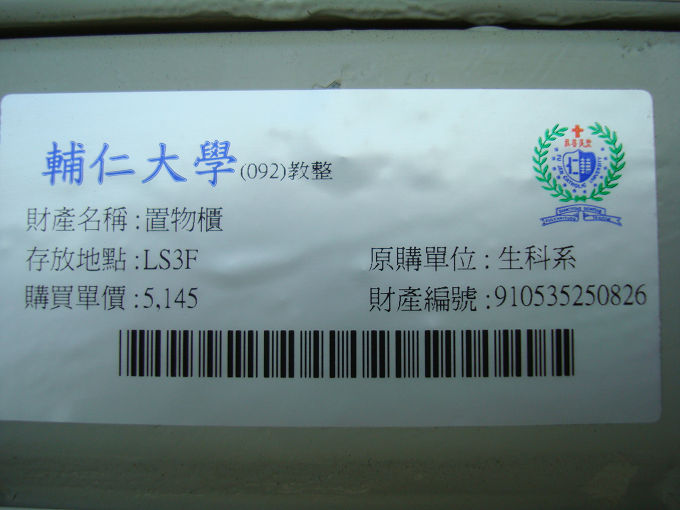 輔仁大學(092)教整
財產名稱:置物櫃
存放地點:LS3F 原購單位:生科系
購買單價:5,145 財產編號:910535250826